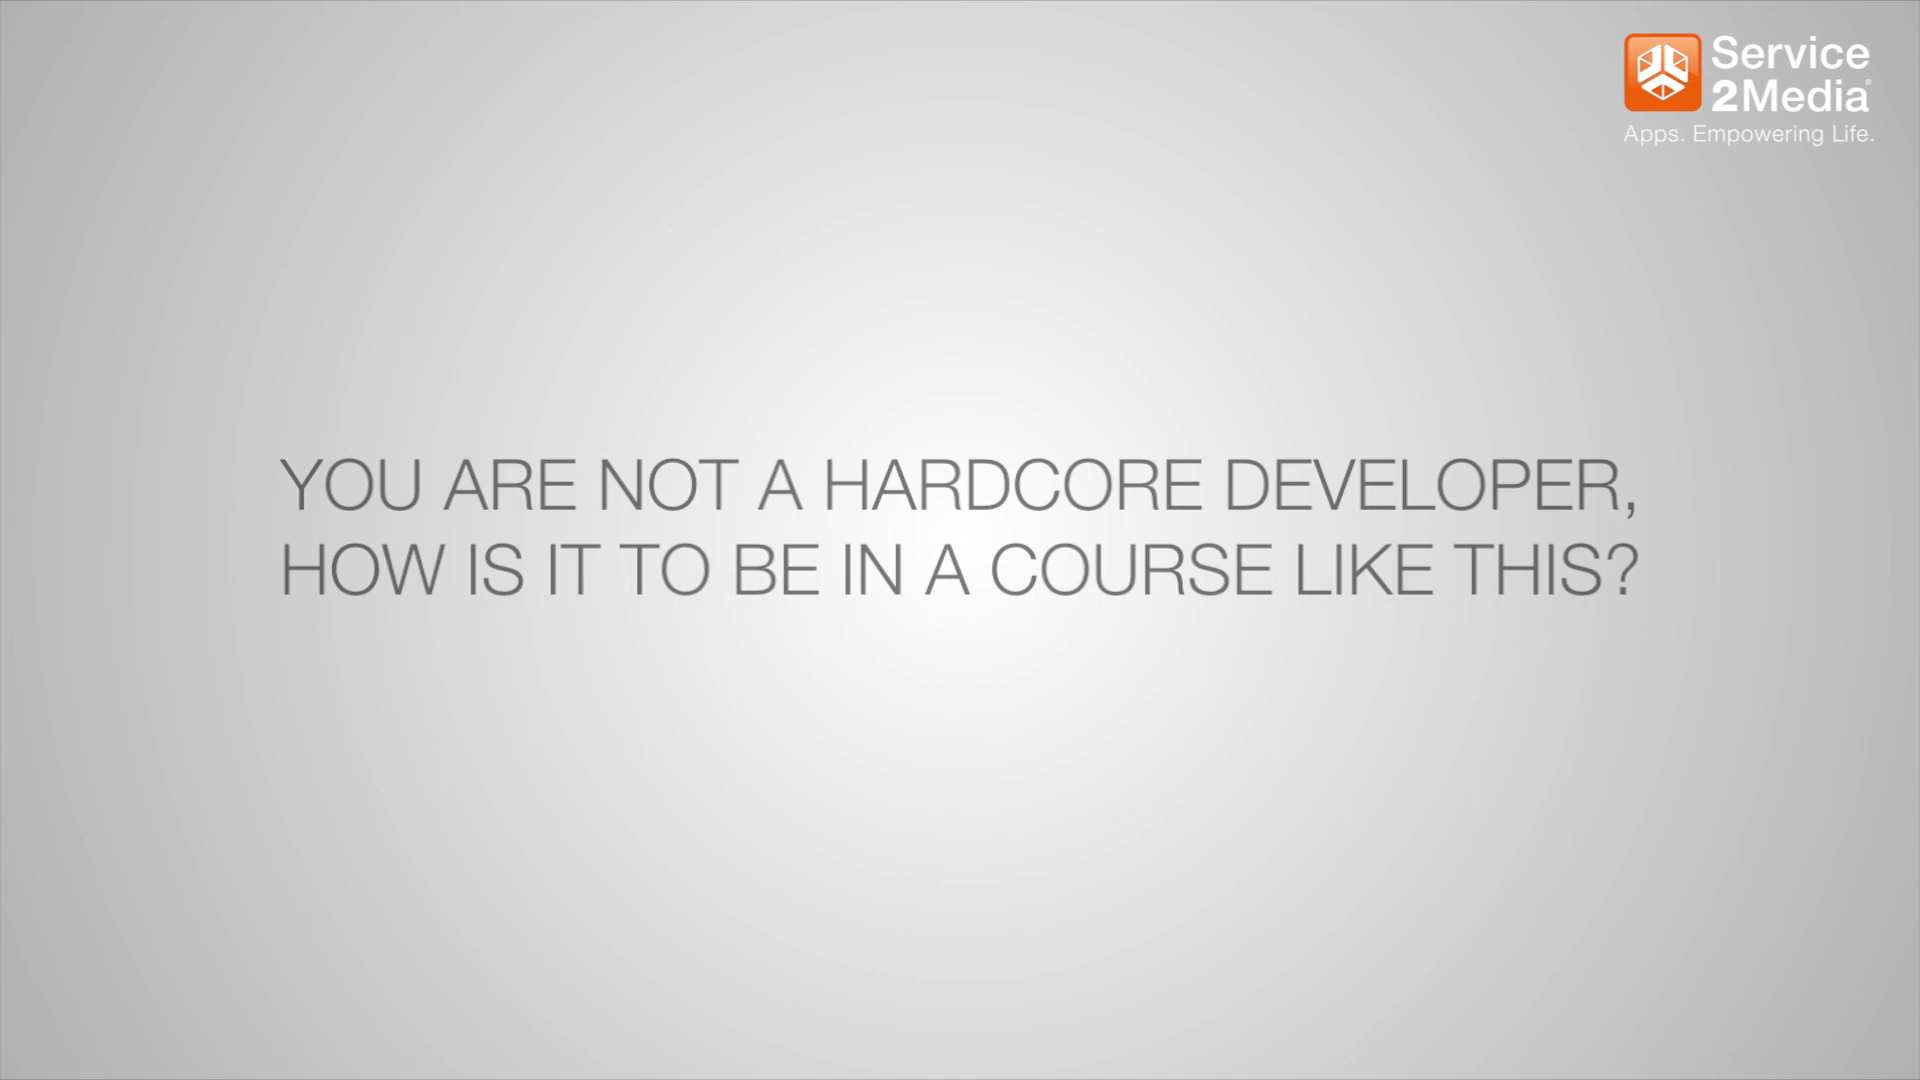 Service
2Media®
Apps. Empowering Life.
YOU ARE NOT A HARDCORE DEVELOPER,
HOW IS IT TO BE IN A COURSE LIKE THIS?